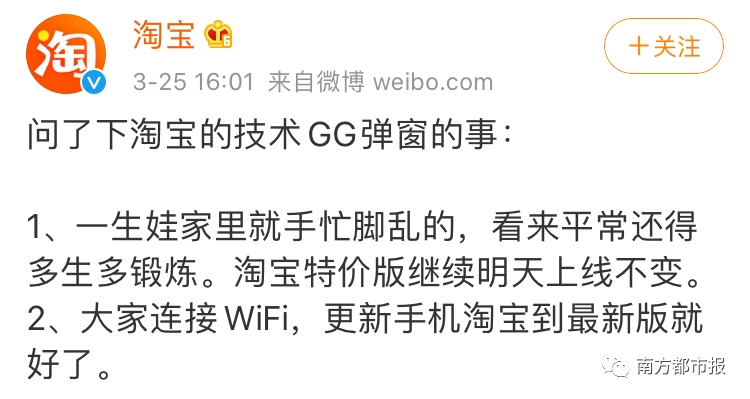 淘
淘宝
+关注
3-25 16:01 来自微博 weibo.com
问了下淘宝的技术GG弹窗的事：
1、一生娃家里就手忙脚乱的，看来平常还得
多生多锻炼。淘宝特价版继续明天上线不变。
2、大家连接WiFi，更新手机淘宝到最新版就
好了。
南方都市报